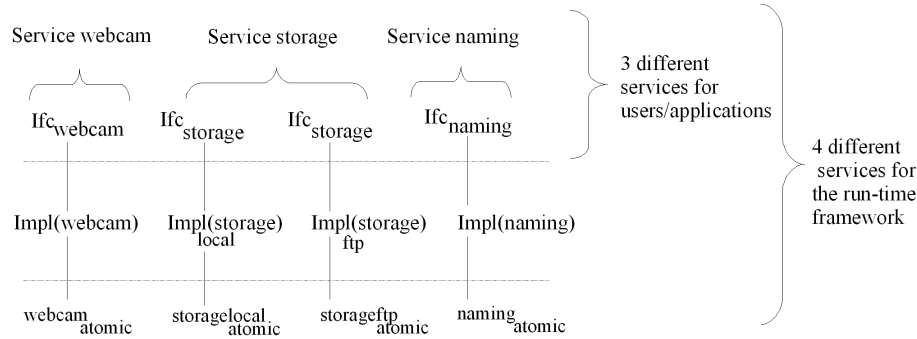 Service webcam
Service storage
Service naming
3 different
services for
users/applications
Ifc webcam
Ifc storage
Ifc storage
Ifc naming
4 different
services for
the run-time
framework
Impl(webcam)
Impl(storage)
local
Impl(storage)
ftp
Impl(naming)
webcam atomic
storagelocal atomic
storageftp atomic
naming atomic